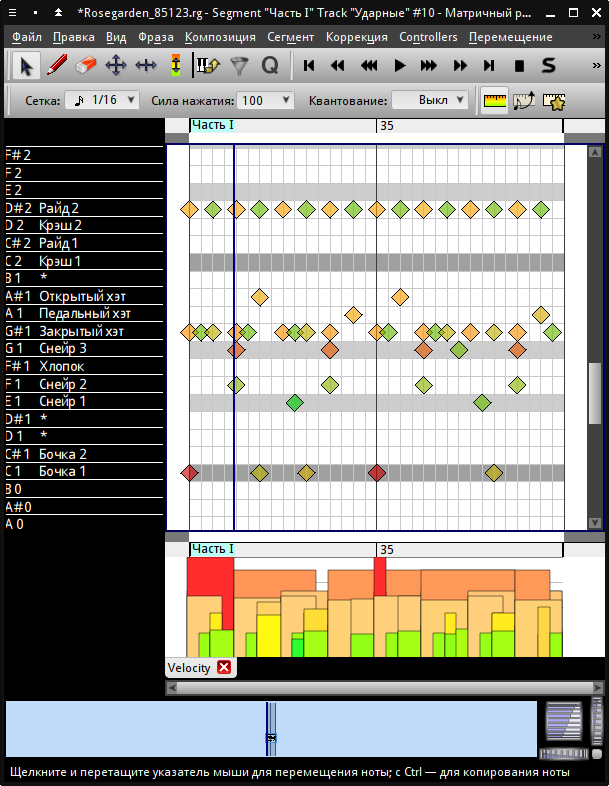 *Rosegarden_85123.rg - Segment "Часть I" Track "Ударные" #10 - Матричный р...
Файл Правка Вид Фраза Композиция Сегмент Коррекция Controllers Перемещение »
Q S »
Сетка: 1/16 Сила нажатия: 100 Квантование: Выкл
Часть I 35
F# 2
F 2
E 2
D# 2 Райд 2
D 2 Крэш 2
C# 2 Райд 1
C 2 Крэш 1
B 1 *
A# 1 Открытый хэт
A 1 Педальный хэт
G# 1 Закрытый хэт
G 1 Снейр 3
F# 1 Хлопок
F 1 Снейр 2
E 1 Снейр 1
D# 1 *
D 1 *
C# 1 Бочка 2
C 1 Бочка 1
B 0
A# 0
A 0
Часть I 35
Velocity
Щелкните и перетащите указатель мыши для перемещения ноты; с Ctrl — для копирования ноты